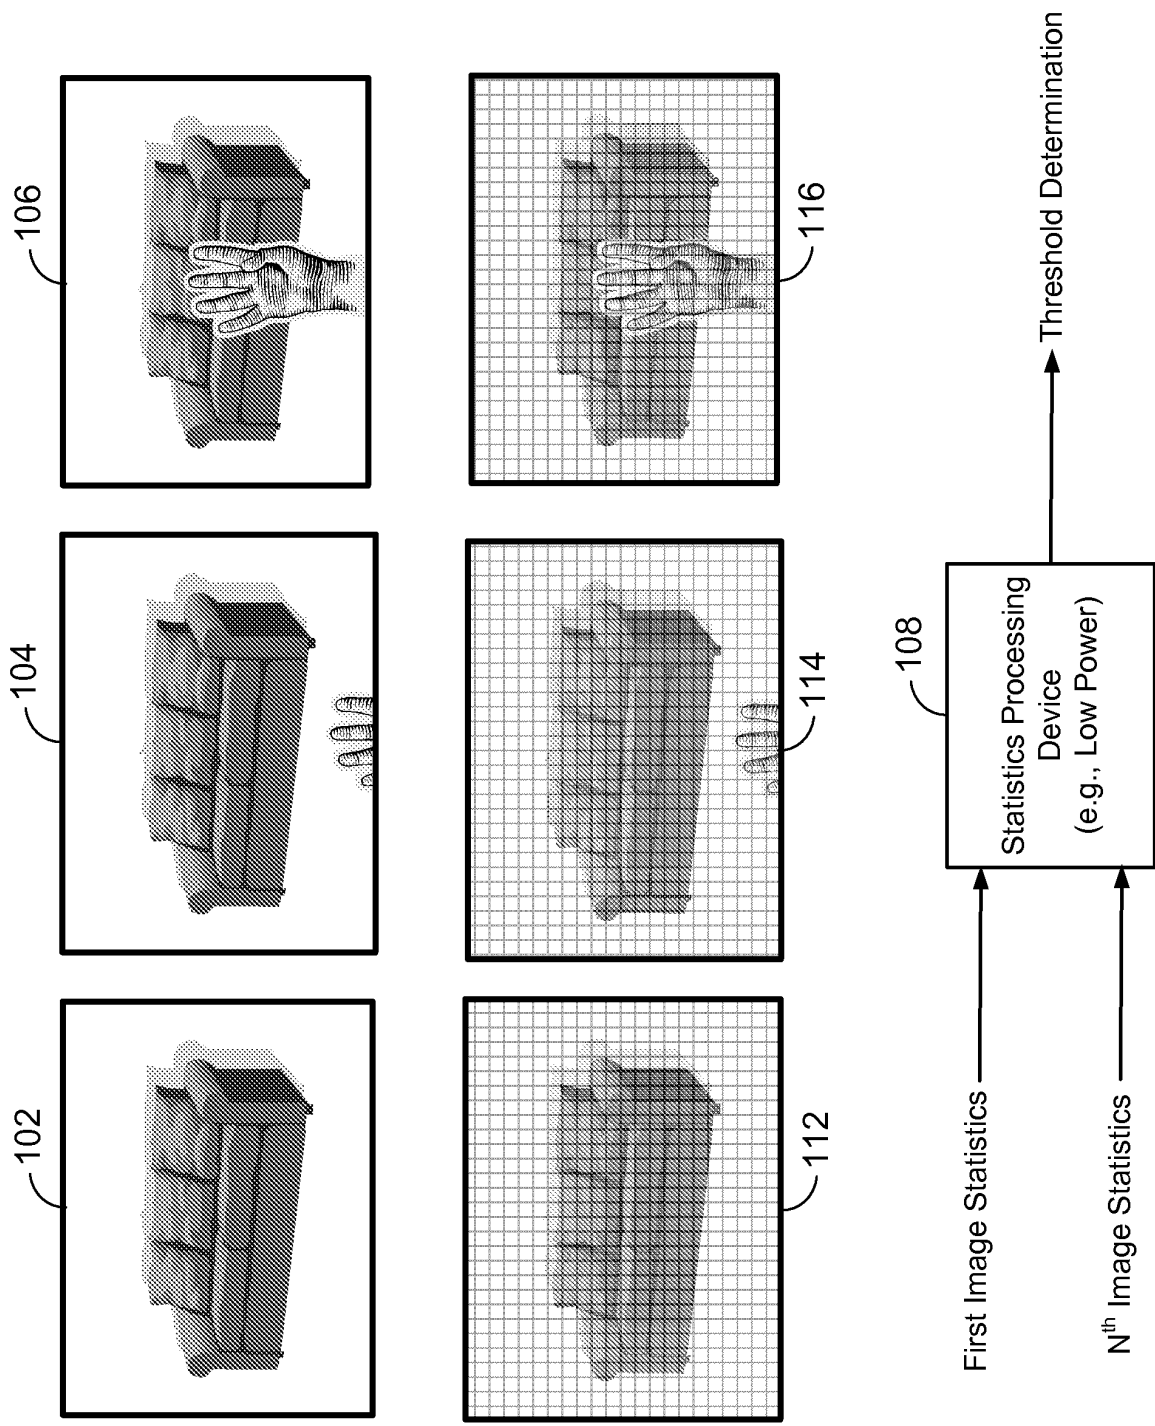 102
104
106
112
114
116
108
First Image Statistics
Nth Image Statistics
Statistics Processing
Device
(e.g., Low Power)
Threshold Determination